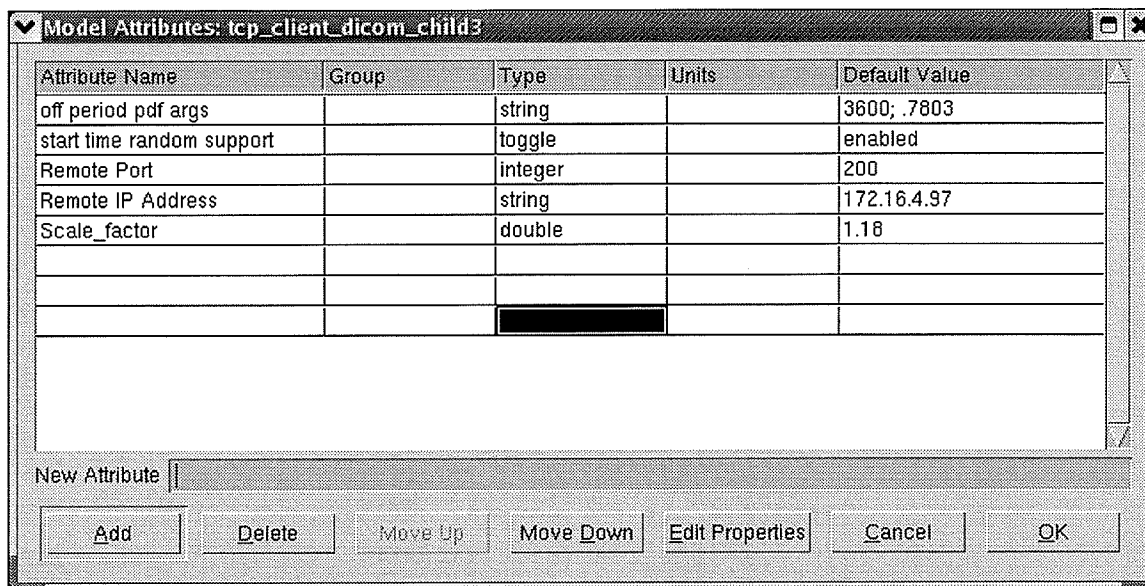 Model Attributes: tcp_client_dicom_child3
Attribute Name Group Type Units Default Value
off period pdf args string 3600; .7803
start time random support toggle enabled
Remote Port integer 200
Remote IP Address string 172.16.4.97
Scale_factor double 1.18
New Attribute
Add Delete Move Up Move Down Edit Properties Cancel OK